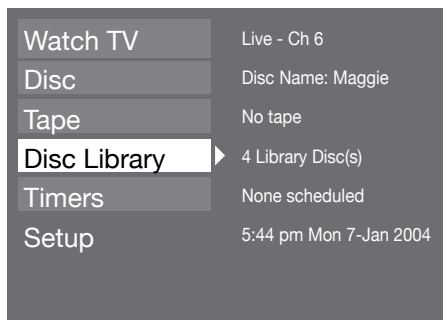 Watch TV Live - Ch 6
Disc Disc Name: Maggie
Tape No tape
Disc Library 4 Library Disc(s)
Timers None scheduled
Setup 5:44 pm Mon 7-Jan 2004